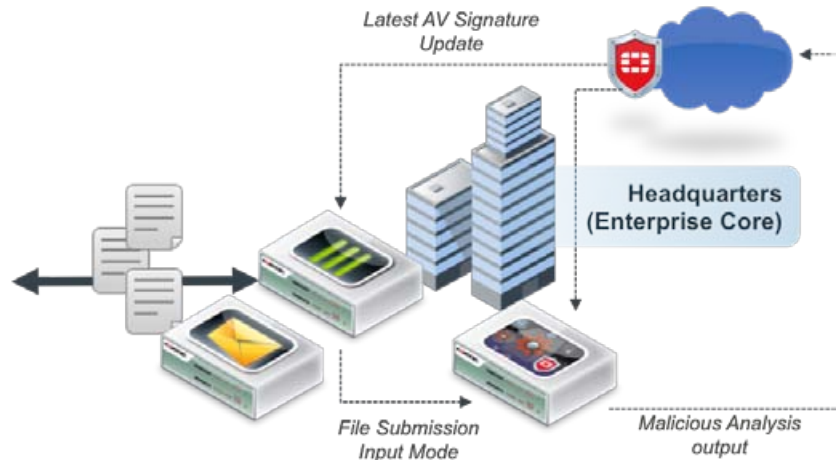 Latest AV Signature
Update
Headquarters
(Enterprise Core)
File Submission
Input Mode
Malicious Analysis
output